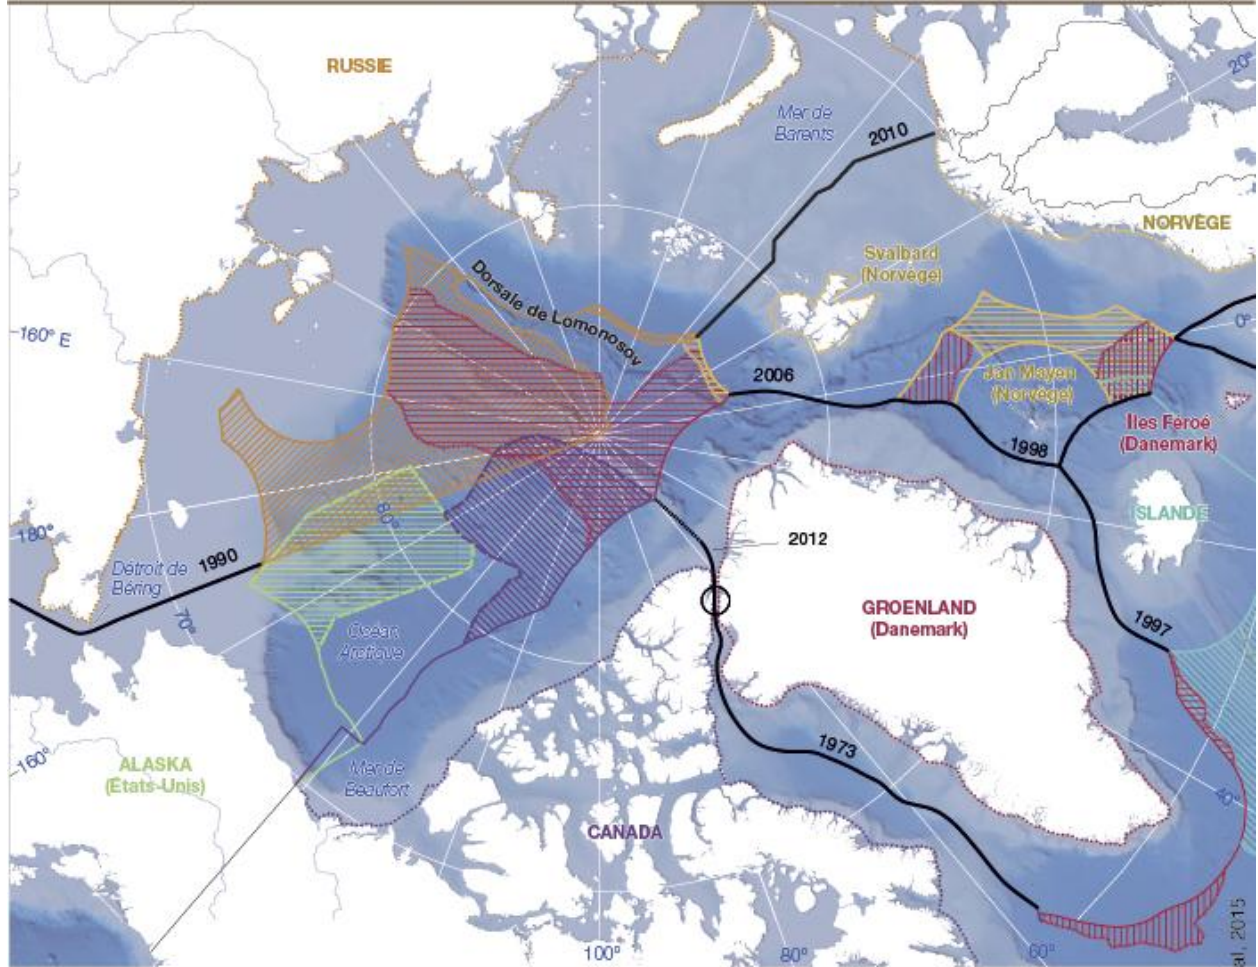 RUSSIE
Mer de
Barents
2010
20°
NORVÈGE
Svalbard
(Norvège)
Dorsale de Lomonosov
160° E
0°
2006
Jan Mayen
(Norvège)
Îles Féroé
(Danemark)
1998
ISLANDE
80°
180°
1990
Détroit de
Béring
2012
70°
Océan
Arctique
GROENLAND
(Danemark)
1997
160°
ALASKA
(États-Unis)
Mer de
Beaufort
1973
40°
CANADA
100°
80°
60°
al, 2015